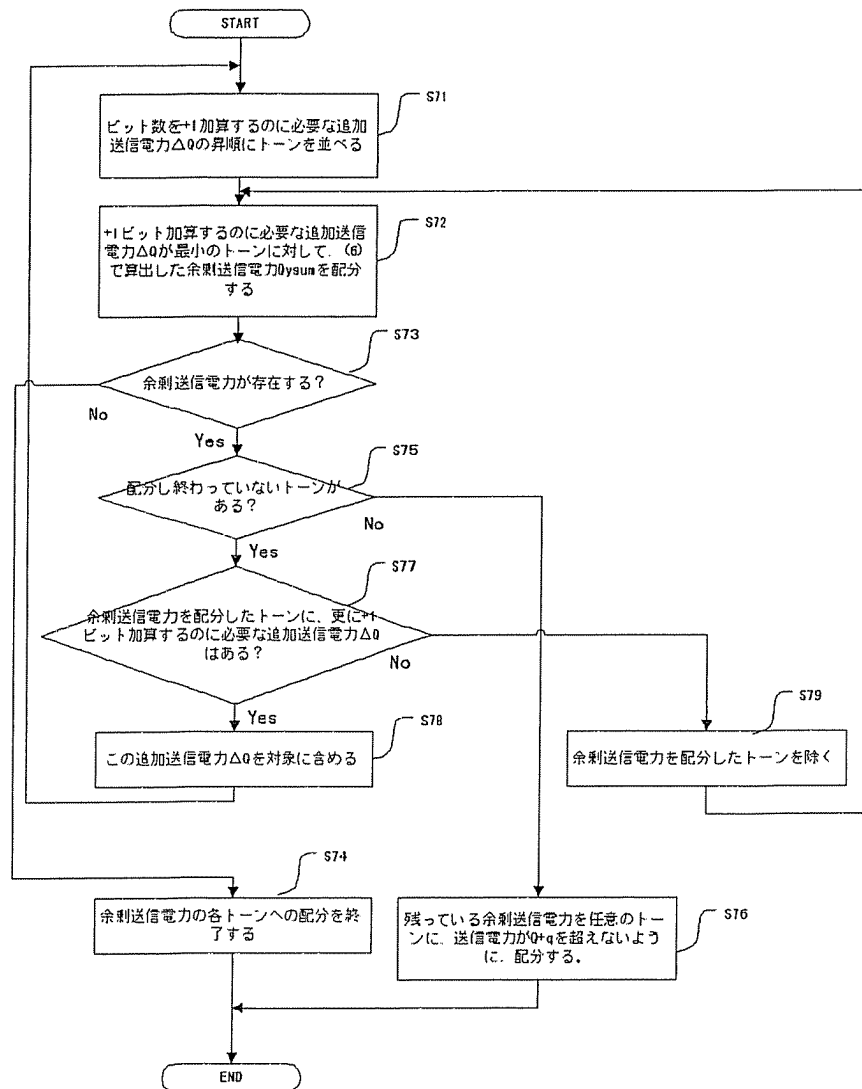 START
S71
ビット数を+1加算するのに必要な追加
送信電力△Qの昇順にトーンを並べる
S72
+1ビット加算するのに必要な追加送信
電力△Qが最小のトーンに対して、(6)
で算出した余剰送信電力Qysumを配分
する
S73
余剰送信電力が存在する？
No
Yes
S75
配分し終わっていないトーンが
ある？
No
Yes
S77
余剰送信電力を配分したトーンに、更に+1
ビット加算するのに必要な追加送信電力△Q
はある？
No
Yes
S78
この追加送信電力△Qを対象に含める
S79
余剰送信電力を配分したトーンを除く
S74
余剰送信電力の各トーンへの配分を終
了する
S76
残っている余剰送信電力を任意のトー
ンに、送信電力がQ+qを超えないよう
に、配分する。
END